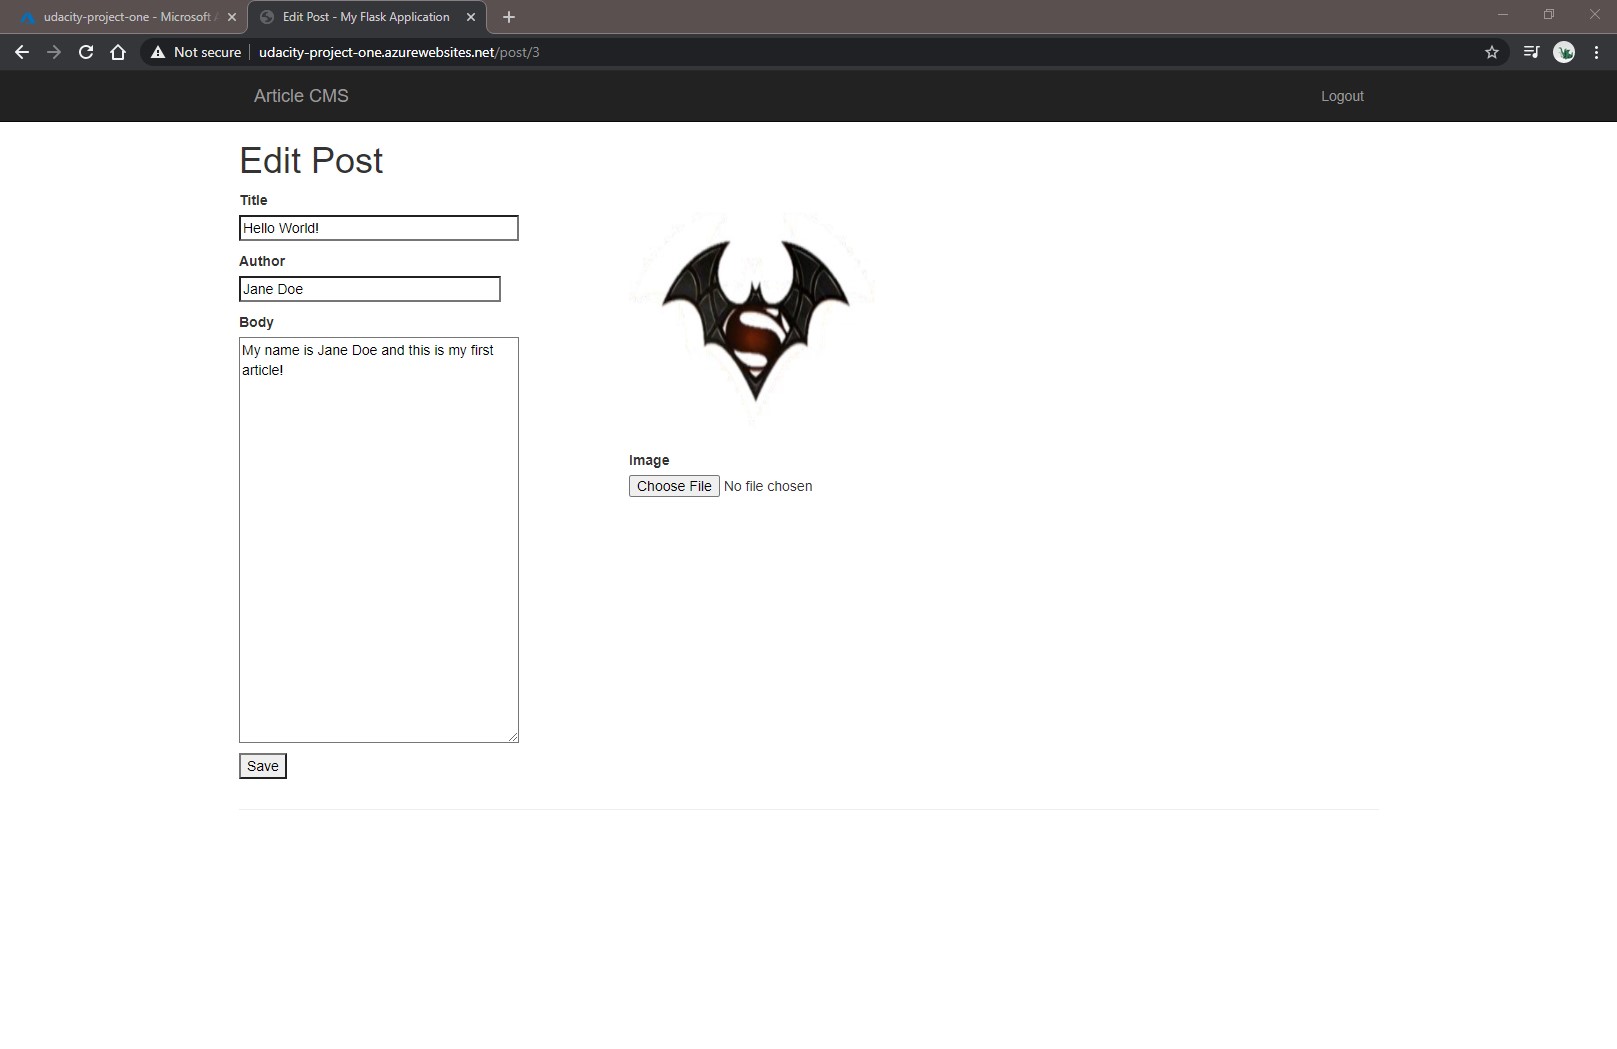 udacity-project-one - Microsoft
Edit Post - My Flask Application
Not secure
udacity-project-one.azurewebsites.net/post/3
Article CMS
Logout
Edit Post
Title
Hello World!
Author
Jane Doe
Body
My name is Jane Doe and this is my first
article!
S
Image
Choose File No file chosen
Save